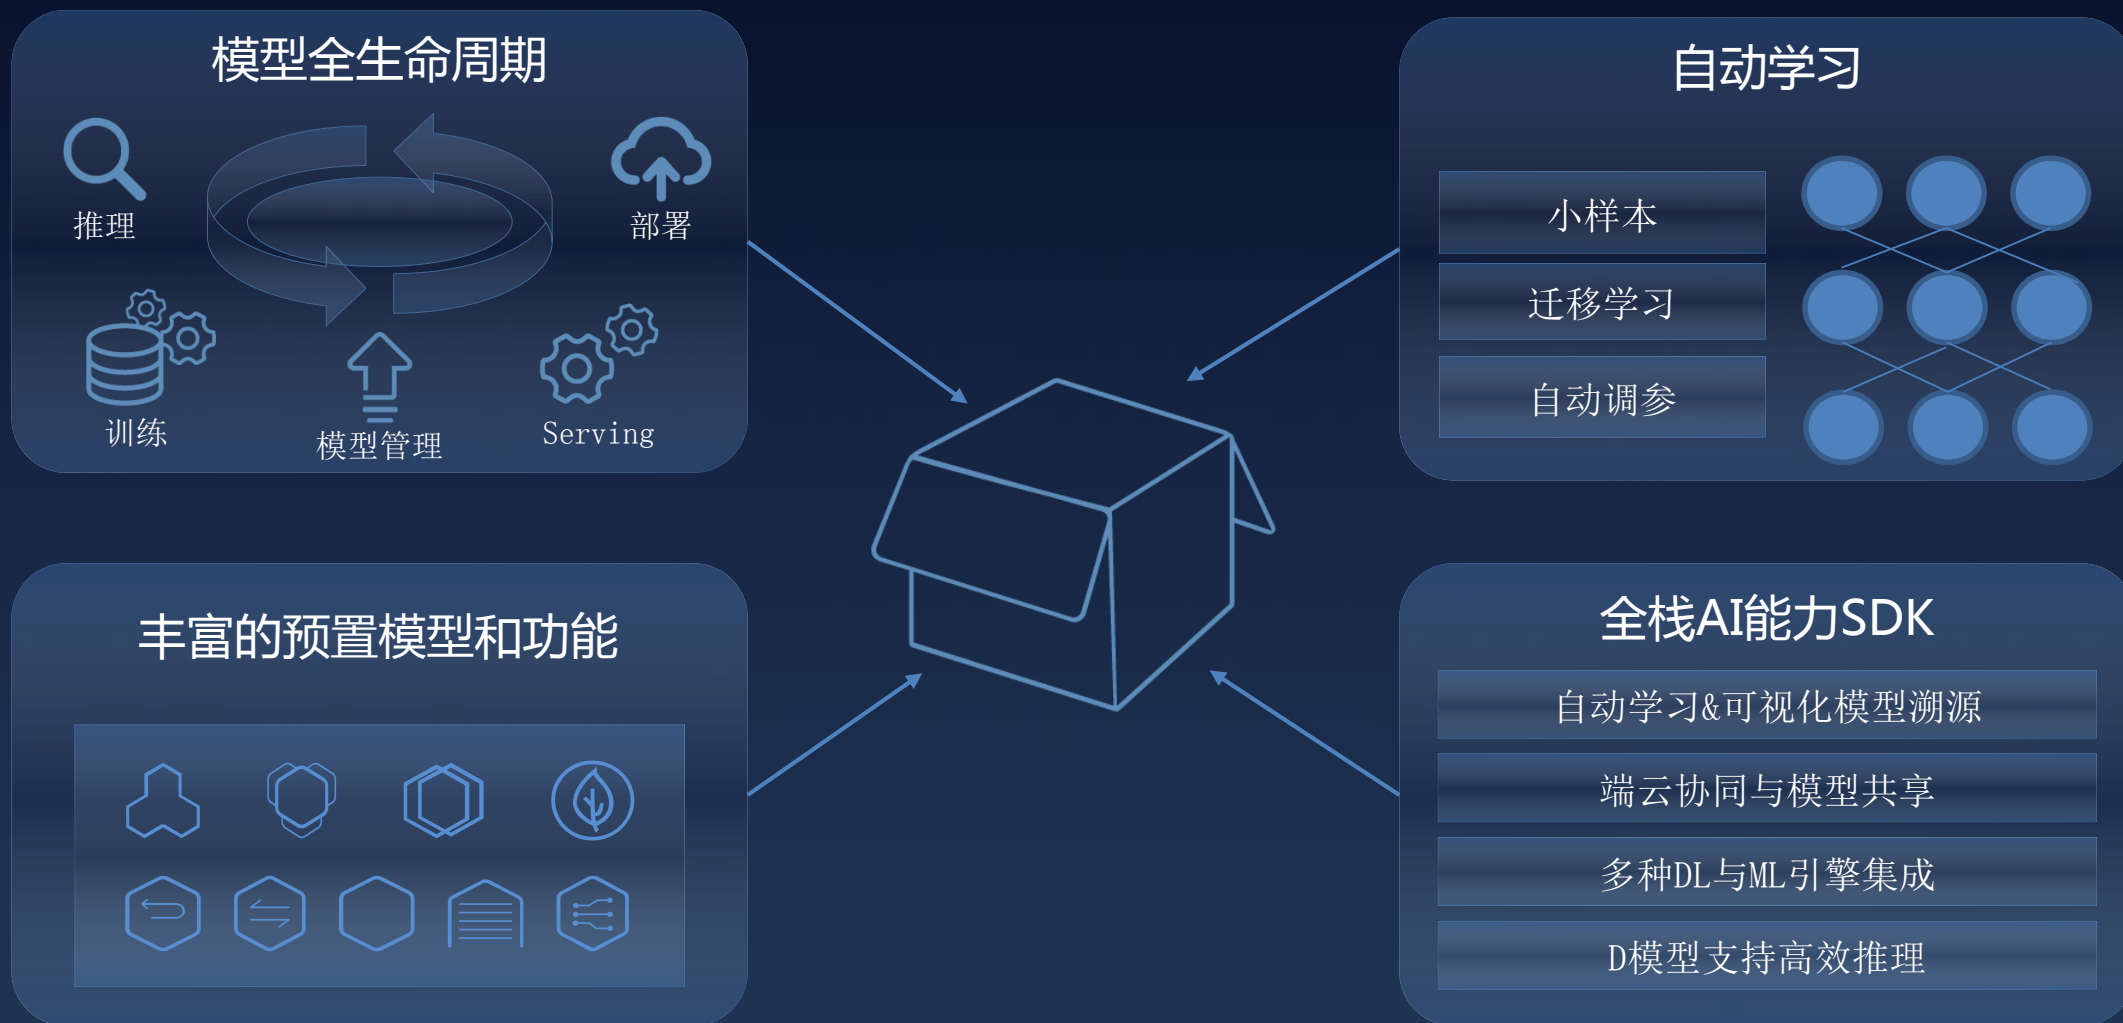 模型全生命周期
推理
部署
训练
模型管理
Serving
自动学习
小样本
迁移学习
自动调参
丰富的预置模型和功能
全栈AI能力SDK
自动学习&可视化模型溯源
端云协同与模型共享
多种DL与ML引擎集成
D模型支持高效推理